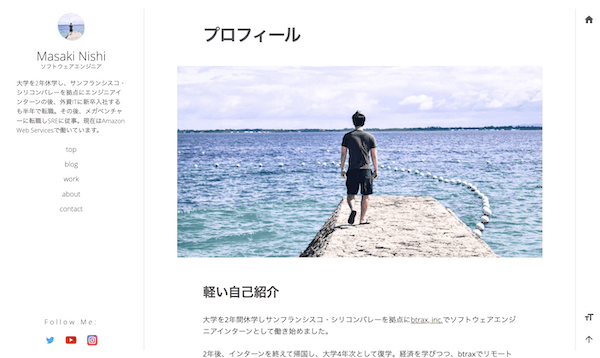 Masaki Nishi
ソフトウェアエンジニア
大学を2年休学し、サンフランシスコ・
シリコンバレーを拠点にエンジニアイ
ンターンの後、外資ITに新卒入社する
も半年で転職。その後、メガベンチャ
ーに転職しSREに従事。現在はAmazon
Web Servicesで働いています。
top
blog
work
about
contact
Follow Me:
プロフィール
軽い自己紹介
大学を2年間休学しサンフランシスコ・シリコンバレーを拠点にbtrax, inc.でソフトウェアエンジ
ニアインターンとして働き始めました。
2年後、インターンを終えて帰国し、大学4年次として復学。経済を学びつつ、btraxでリモート